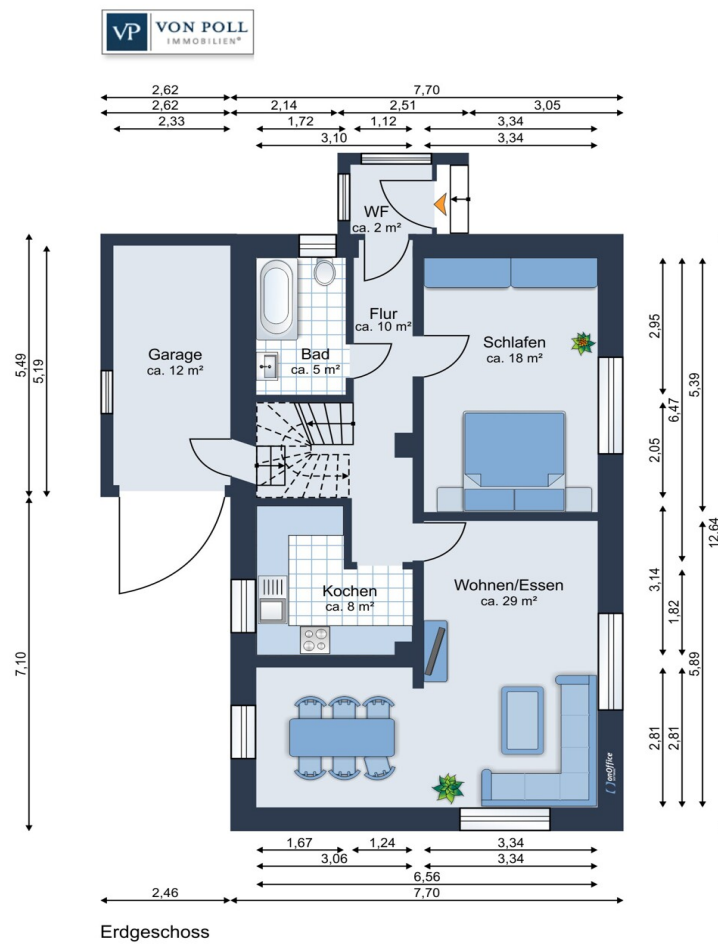 VP VON POLL
IMMOBILIEN®
2,62 7,70
2,62 2,14 2,51 3,05
2,33 1,72 1,12 3,34
3,10 3,34
WF
ca. 2 m²
Flur
ca. 10 m²
Garage
ca. 12 m²
Bad
ca. 5 m²
Schlafen
ca. 18 m²
Kochen
ca. 8 m²
Wohnen/Essen
ca. 29 m²
5,49
5,19
7,10
2,95
2,05
3,14
2,81
6,47
1,82
2,81
5,39
5,89
12,64
onOffice
1,67 1,24 3,34
3,06 3,34
6,56
2,46 7,70
Erdgeschoss